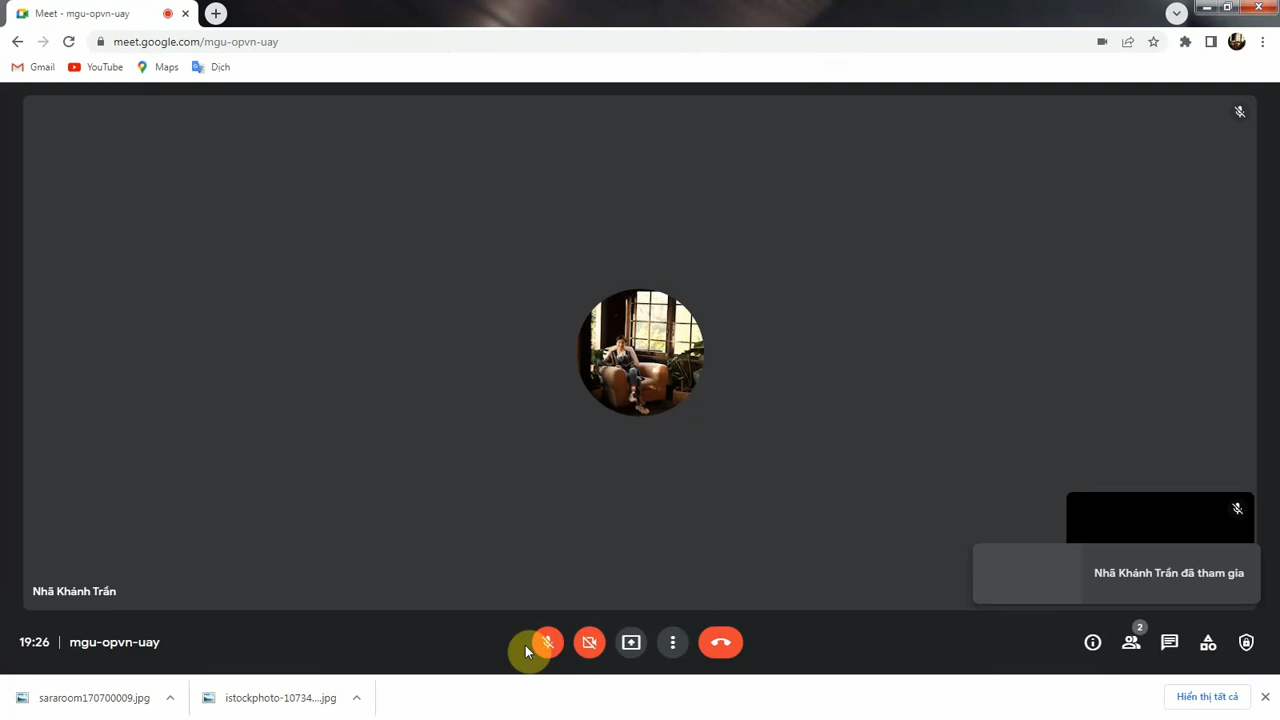 Meet - mgu-opvn-uay
meet.google.com/mgu-opvn-uay
Gmail YouTube Maps Dịch
Nhã Khánh Trần
Nhã Khánh Trần đã tham gia
19:26 mgu-opvn-uay
2
sararoom170700009.jpg istockphoto-10734....jpg Hiển thị tất cả